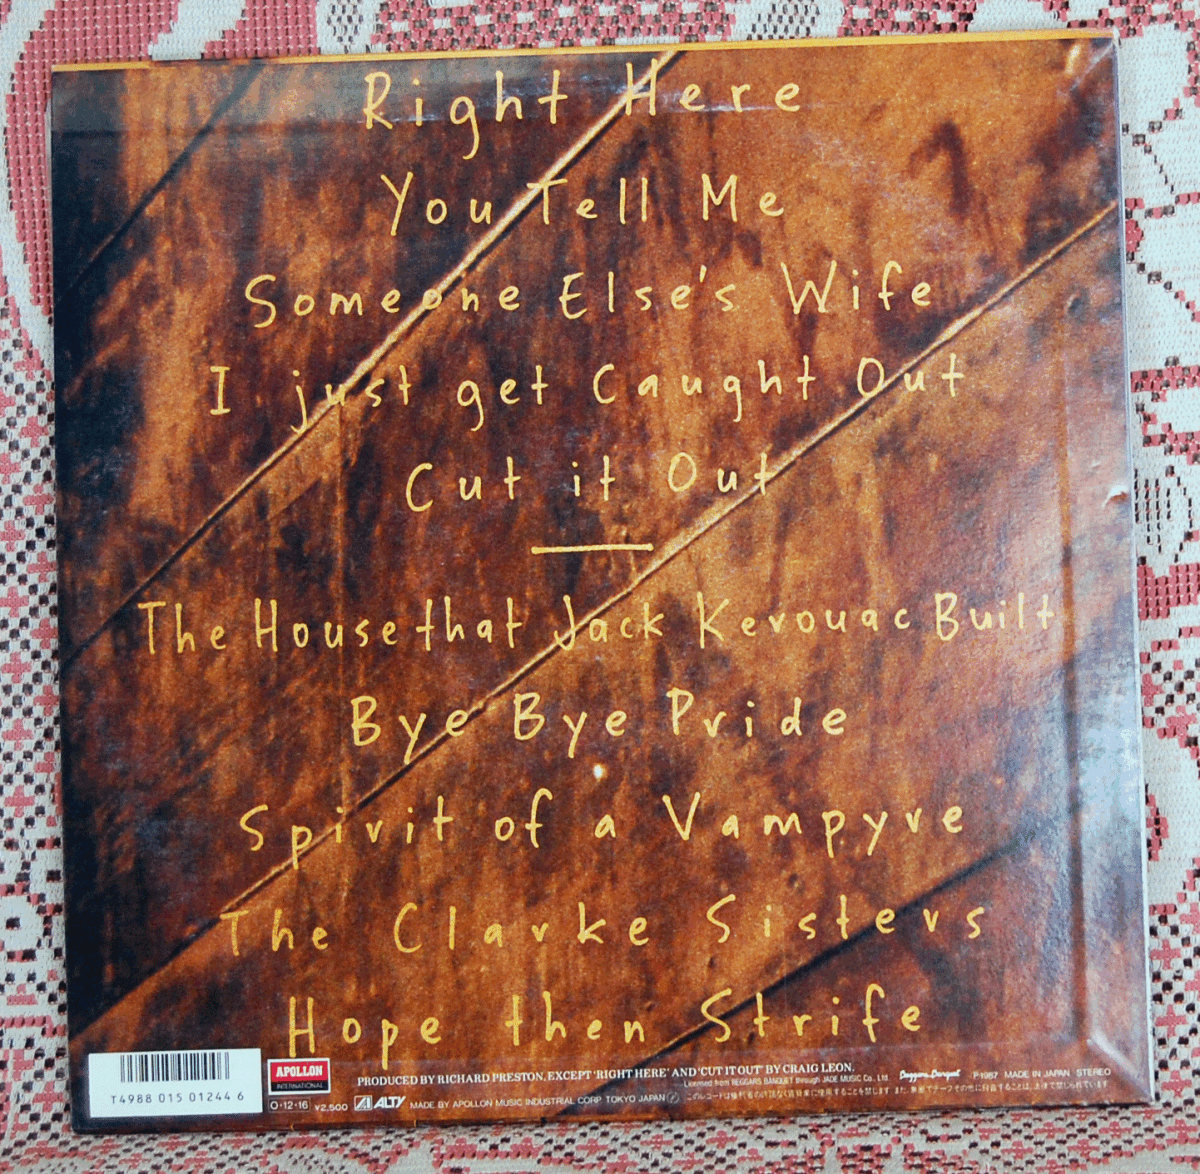 Right Here
You Tell Me
Someone Else's Wife
I just get Caught Out
Cut it Out
The House that Jack Kerouac Built
Bye Bye Pride
Spirit of a Vampyre
The Clarke Sisters
Hope then Strife
PRODUCED BY RICHARD PRESTON, EXCEPT 'RIGHT HERE' AND 'CUT IT OUT' BY CRAIG LEON.
APOLLON
INTERNATIONAL
Licensed from BEGGARS BANQUET through JADE MUSIC Co., Ltd.
Beggars Banquet
℗1987 MADE IN JAPAN STEREO
T4988 015 01244 6
O·12·16 ¥2,500
ALTY MADE BY APOLLON MUSIC INDUSTRIAL CORP TOKYO JAPAN